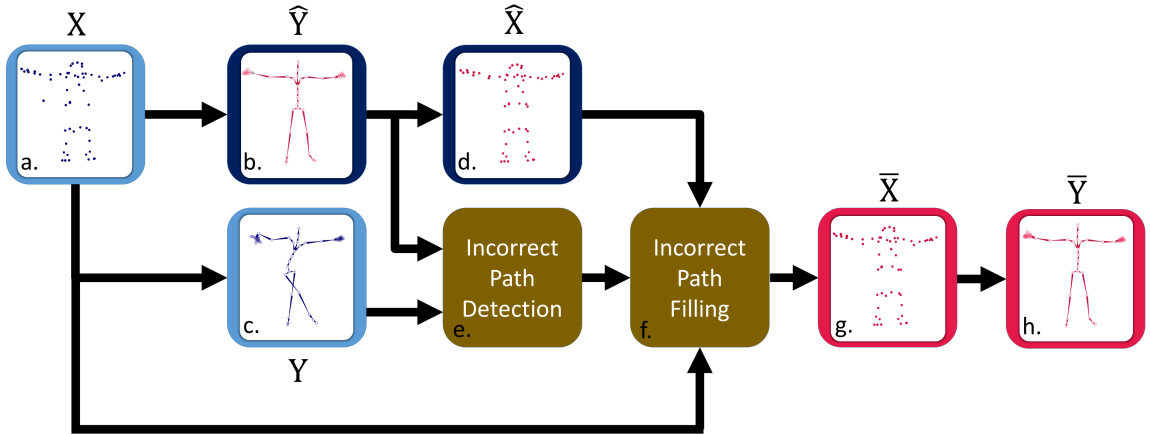 X
Ŷ
X̂
a.
b.
d.
X̅
Y̅
Incorrect
Path
Detection
e.
Incorrect
Path
Filling
f.
c.
g.
h.
Y